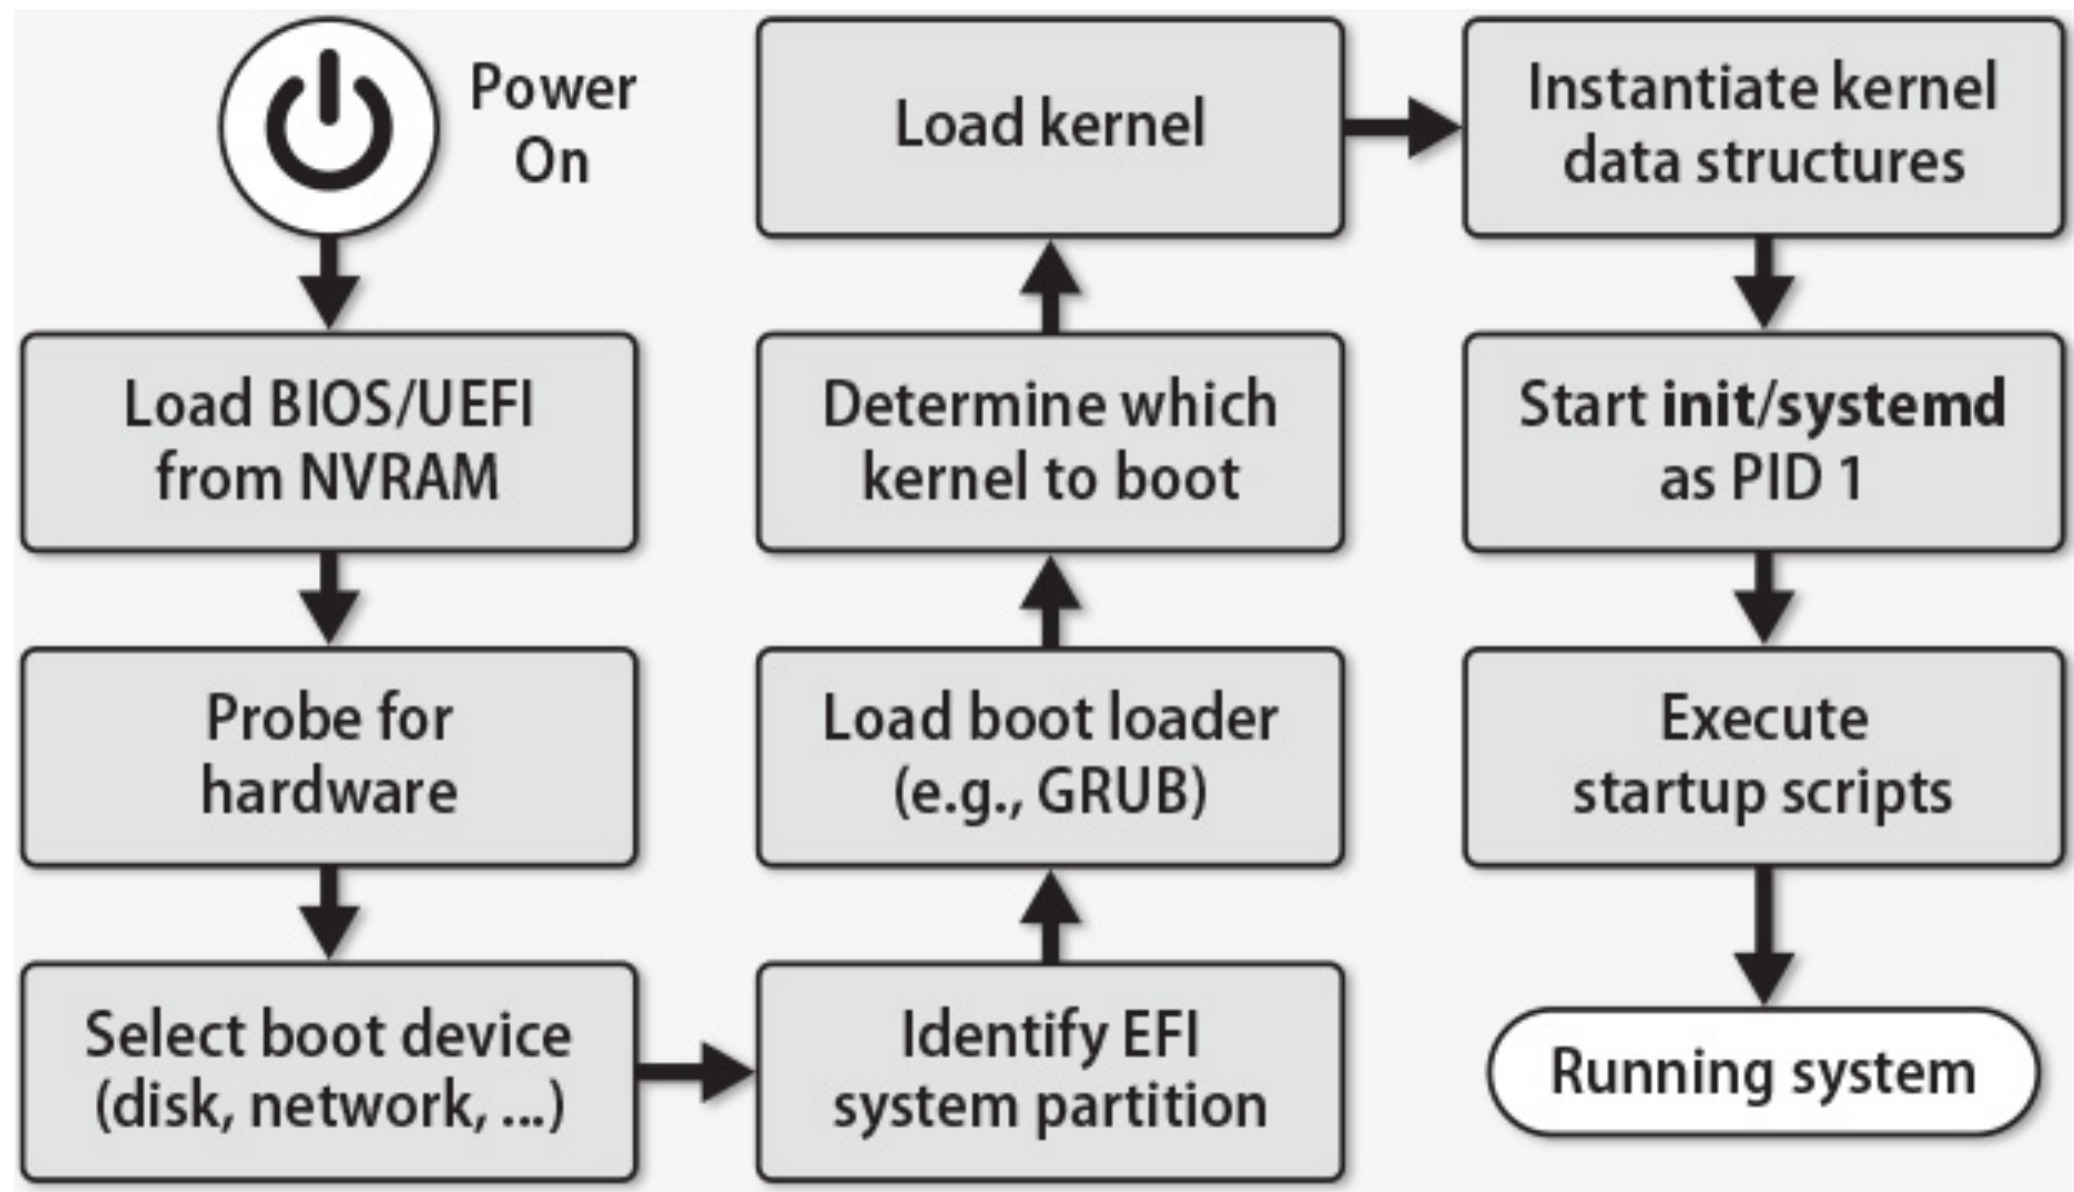 Power
On
Load BIOS/UEFI
from NVRAM
Probe for
hardware
Select boot device
(disk, network, ...)
Identify EFI
system partition
Load boot loader
(e.g., GRUB)
Determine which
kernel to boot
Load kernel
Instantiate kernel
data structures
Start init/systemd
as PID 1
Execute
startup scripts
Running system